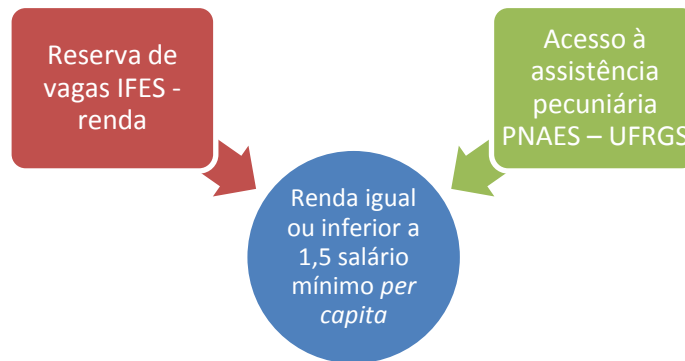 Reserva de
vagas IFES -
renda
Acesso à
assistência
pecuniária
PNAES – UFRGS
Renda igual
ou inferior a
1,5 salário
mínimo per
capita